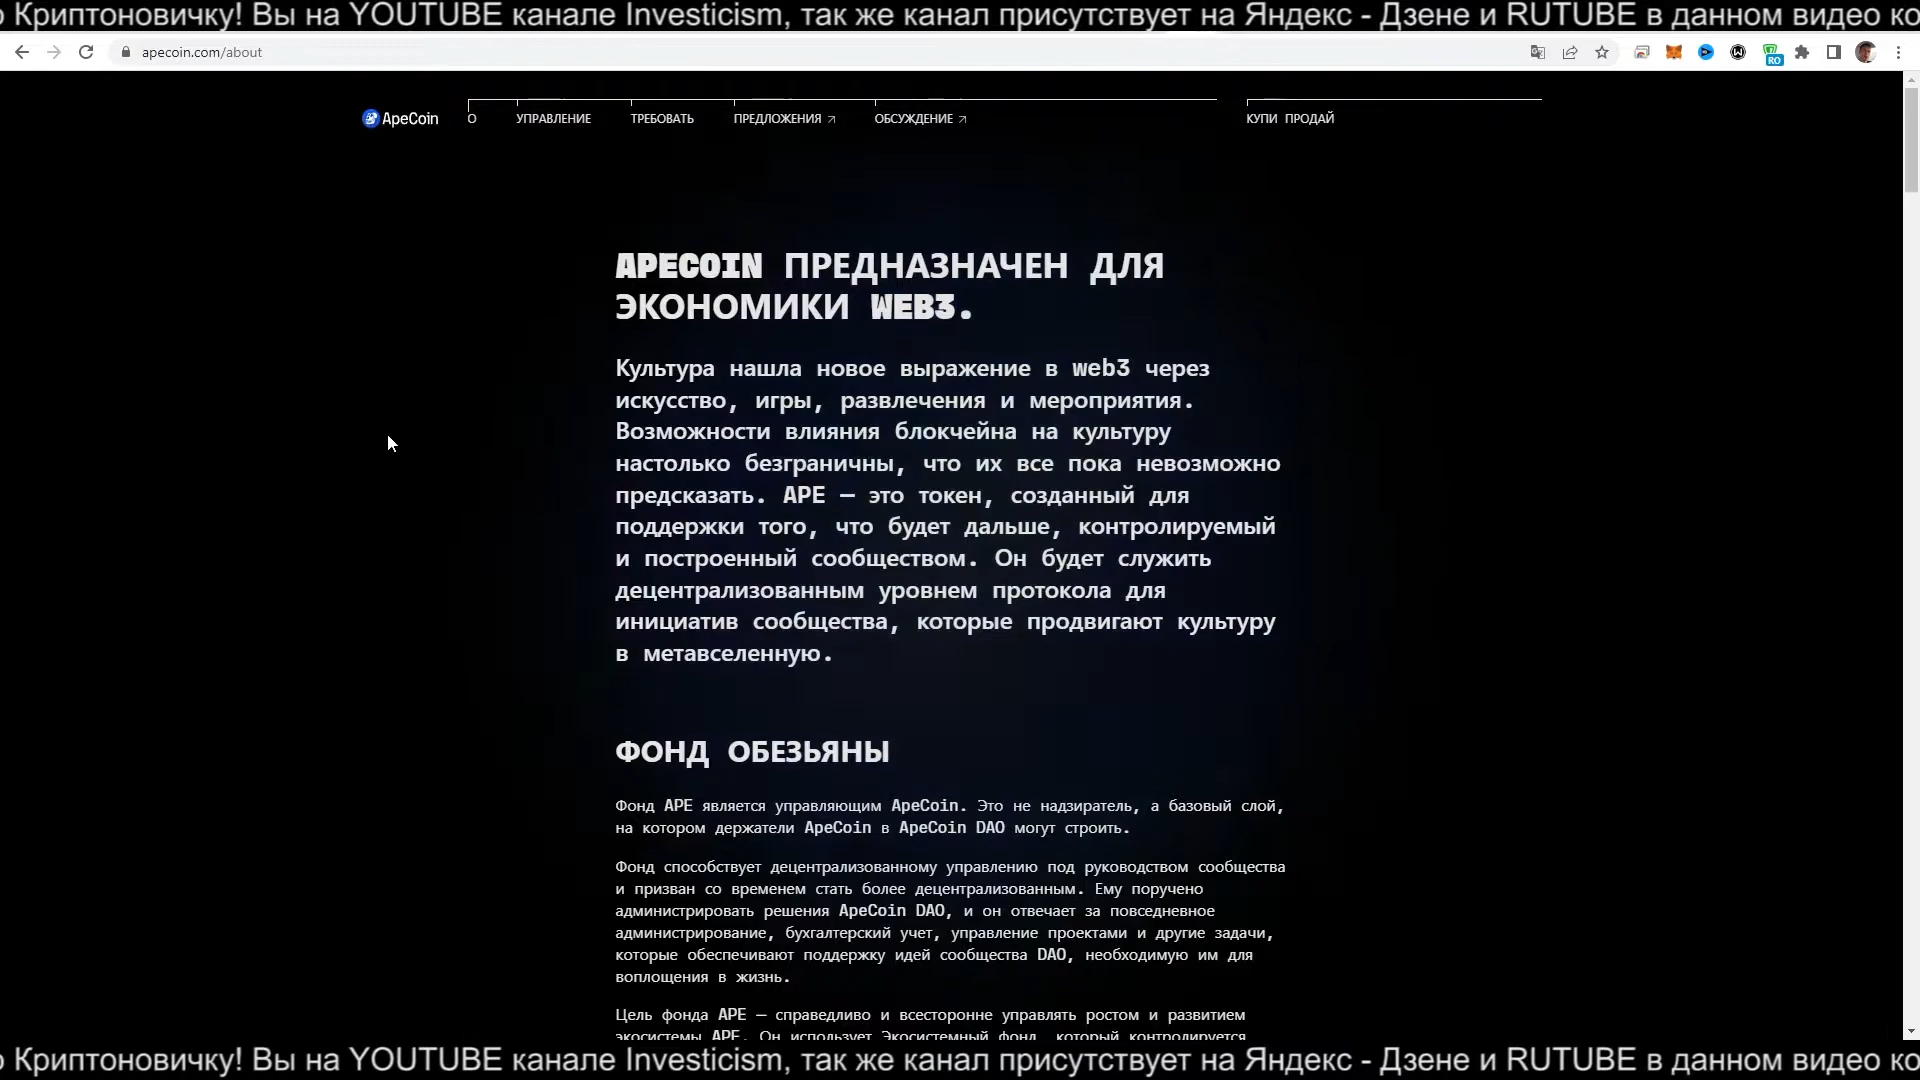 Криптоновичку! Вы на YOUTUBE канале Investicism, так же канал присутствует на Яндекс - Дзене и RUTUBE в данном видео
apecoin.com/about
RO
ApeCoin О УПРАВЛЕНИЕ ТРЕБОВАТЬ ПРЕДЛОЖЕНИЯ ОБСУЖДЕНИЕ КУПИ ПРОДАЙ
APECOIN ПРЕДНАЗНАЧЕН ДЛЯ
ЭКОНОМИКИ WEB3.
Культура нашла новое выражение в web3 через
искусство, игры, развлечения и мероприятия.
Возможности влияния блокчейна на культуру
настолько безграничны, что их все пока невозможно
предсказать. APE — это токен, созданный для
поддержки того, что будет дальше, контролируемый
и построенный сообществом. Он будет служить
децентрализованным уровнем протокола для
инициатив сообщества, которые продвигают культуру
в метавселенную.
ФОНД ОБЕЗЬЯНЫ
Фонд APE является управляющим ApeCoin. Это не надзиратель, а базовый слой,
на котором держатели ApeCoin в ApeCoin DAO могут строить.
Фонд способствует децентрализованному управлению под руководством сообщества
и призван со временем стать более децентрализованным. Ему поручено
администрировать решения ApeCoin DAO, и он отвечает за повседневное
администрирование, бухгалтерский учет, управление проектами и другие задачи,
которые обеспечивают поддержку идей сообщества DAO, необходимую им для
воплощения в жизнь.
Цель фонда APE — справедливо и всесторонне управлять ростом и развитием
экосистемы APE. Он использует Экосистемный фонд, который контролируется
Криптоновичку! Вы на YOUTUBE канале Investicism, так же канал присутствует на Яндекс - Дзене и RUTUBE в данном видео